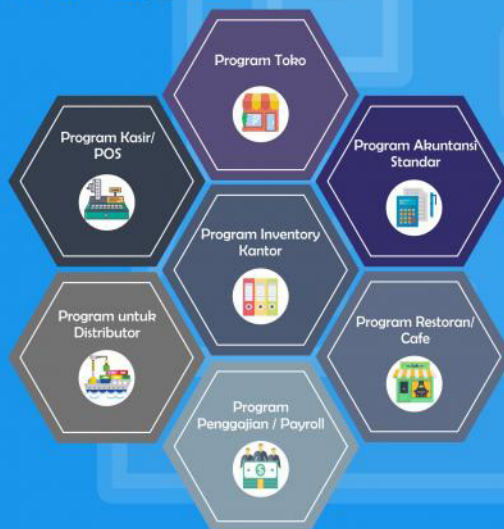 Program Toko
Program Kasir/
POS
Program Akuntansi
Standar
Program Inventory
Kantor
Program untuk
Distributor
Program Restoran/
Cafe
Program
Penggajian / Payroll